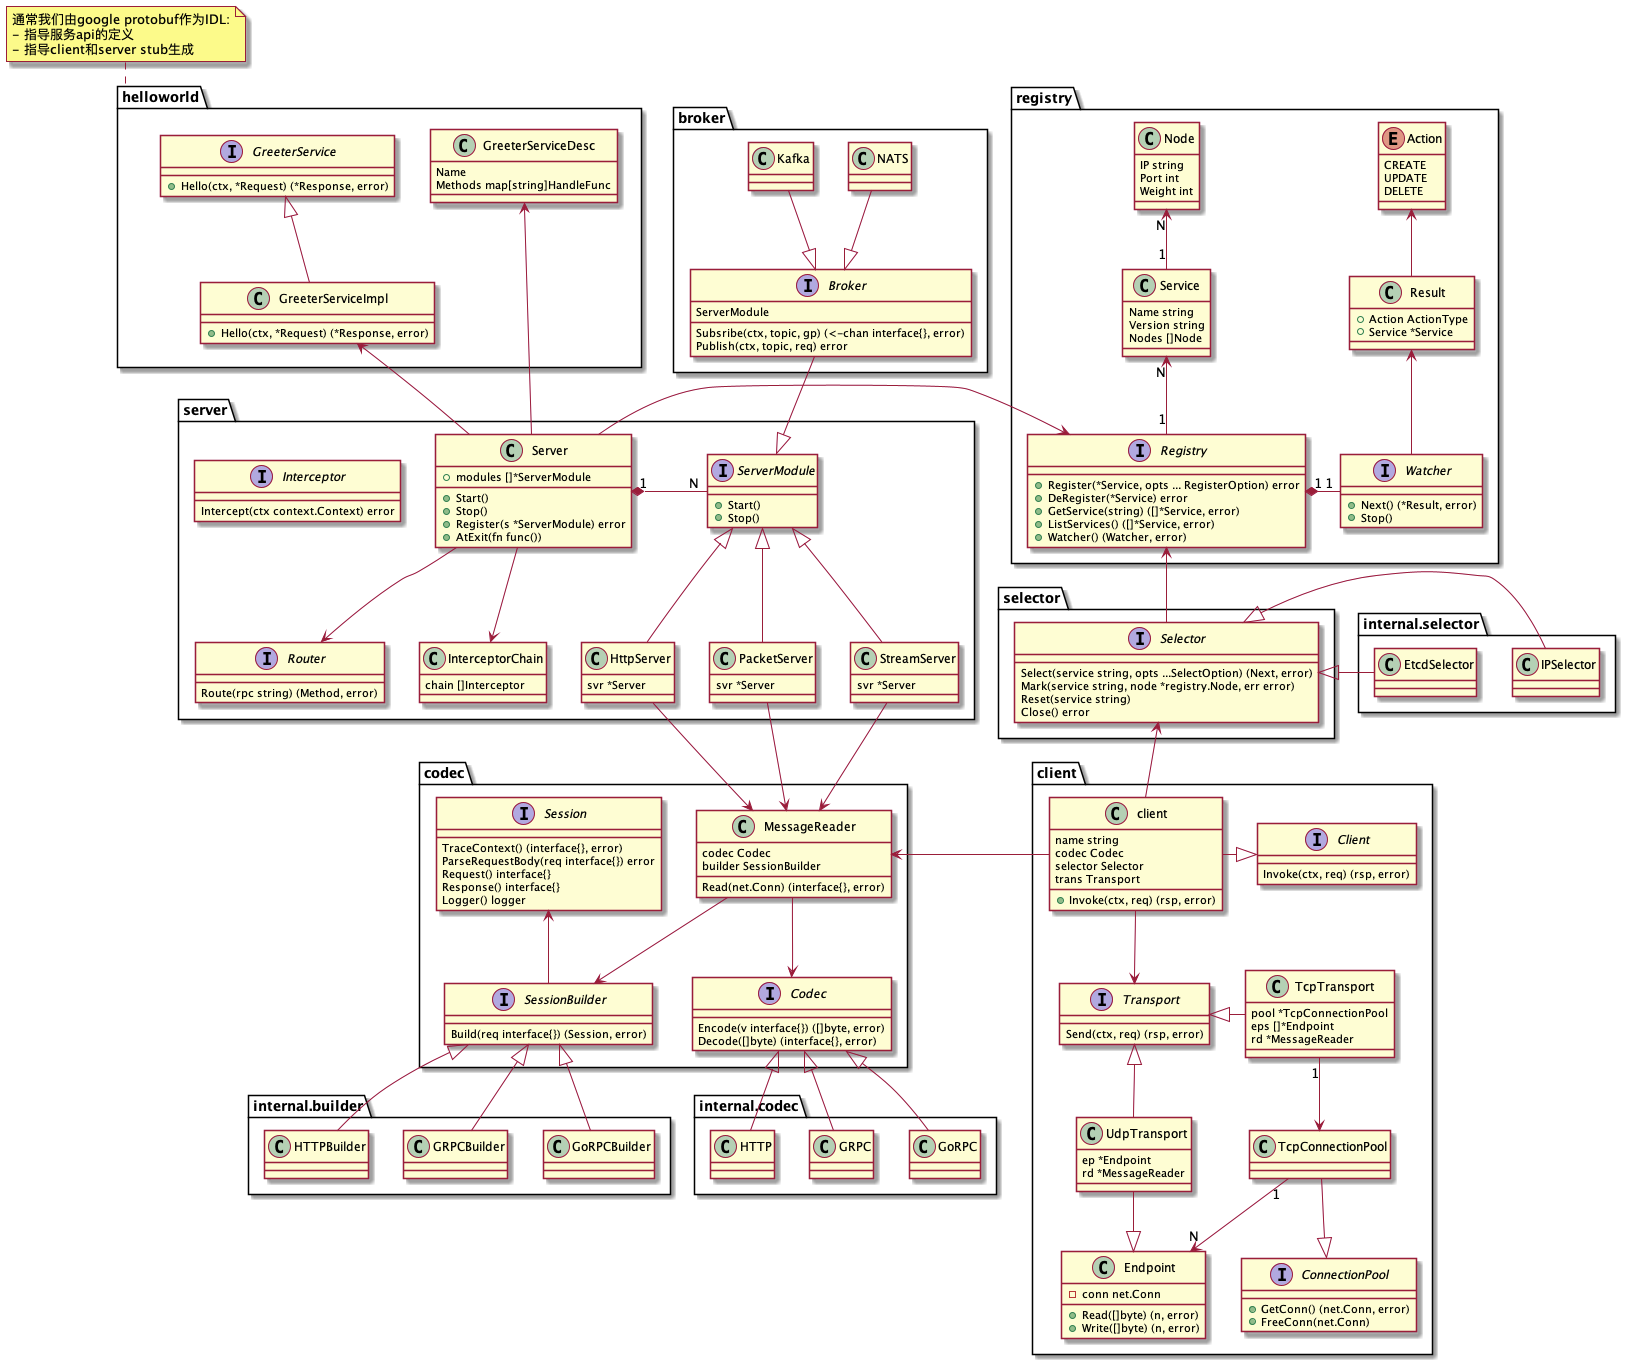 通常我们由google protobuf作为IDL:
- 指导服务api的定义
- 指导client和server stub生成
helloworld
I GreeterService
Hello(ctx, *Request) (*Response, error)
C GreeterServiceDesc
Name
Methods map[string]HandleFunc
C GreeterServiceImpl
Hello(ctx, *Request) (*Response, error)
broker
C Kafka
C NATS
I Broker
ServerModule
Subsribe(ctx, topic, gp) (<-chan interface{}, error)
Publish(ctx, topic, req) error
registry
C Node
IP string
Port int
Weight int
E Action
CREATE
UPDATE
DELETE
N
1
C Service
Name string
Version string
Nodes []Node
C Result
Action ActionType
Service *Service
N
1
I Registry
Register(*Service, opts ... RegisterOption) error
DeRegister(*Service) error
GetService(string) ([]*Service, error)
ListServices() ([]*Service, error)
Watcher() (Watcher, error)
1 1
I Watcher
Next() (*Result, error)
Stop()
server
I Interceptor
Intercept(ctx context.Context) error
C Server
modules []*ServerModule
Start()
Stop()
Register(s *ServerModule) error
AtExit(fn func())
1 N
I ServerModule
Start()
Stop()
I Router
Route(rpc string) (Method, error)
C InterceptorChain
chain []Interceptor
C HttpServer
svr *Server
C PacketServer
svr *Server
C StreamServer
svr *Server
selector
I Selector
Select(service string, opts ...SelectOption) (Next, error)
Mark(service string, node *registry.Node, err error)
Reset(service string)
Close() error
internal.selector
C EtcdSelector
C IPSelector
codec
I Session
TraceContext() (interface{}, error)
ParseRequestBody(req interface{}) error
Request() interface{}
Response() interface{}
Logger() logger
C MessageReader
codec Codec
builder SessionBuilder
Read(net.Conn) (interface{}, error)
I SessionBuilder
Build(req interface{}) (Session, error)
I Codec
Encode(v interface{}) ([]byte, error)
Decode([]byte) (interface{}, error)
internal.builder
C HTTPBuilder
C GRPCBuilder
C GoRPCBuilder
internal.codec
C HTTP
C GRPC
C GoRPC
client
C client
name string
codec Codec
selector Selector
trans Transport
Invoke(ctx, req) (rsp, error)
I Client
Invoke(ctx, req) (rsp, error)
I Transport
Send(ctx, req) (rsp, error)
C TcpTransport
pool *TcpConnectionPool
eps []*Endpoint
rd *MessageReader
1
C UdpTransport
ep *Endpoint
rd *MessageReader
C TcpConnectionPool
1
N
C Endpoint
conn net.Conn
Read([]byte) (n, error)
Write([]byte) (n, error)
I ConnectionPool
GetConn() (net.Conn, error)
FreeConn(net.Conn)